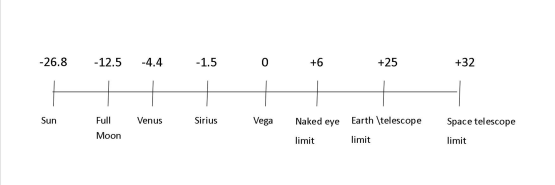 -26.8 -12.5 -4.4 -1.5 0 +6 +25 +32
Sun Full Venus Sirius Vega Naked eye Earth \telescope Space telescope
Moon limit limit limit